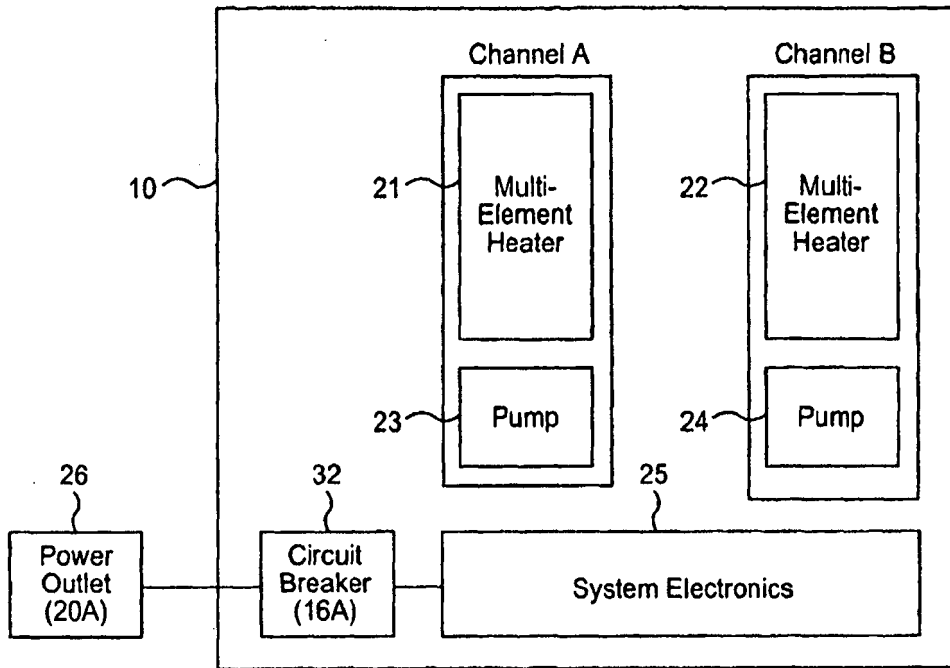 Channel A
Channel B
10
21
Multi-
Element
Heater
22
Multi-
Element
Heater
23
Pump
24
Pump
26
32
25
Power
Outlet
(20A)
Circuit
Breaker
(16A)
System Electronics